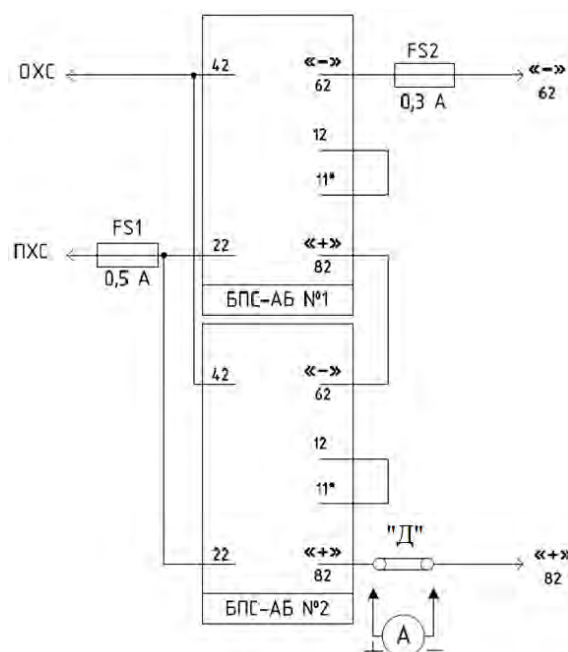 ОХС
42
«-»
62
FS2
0,3 А
«-»
62
12
11*
ПХС
FS1
0,5 А
22
«+»
82
БПС-АБ №1
42
«-»
62
12
11*
22
«+»
82
"Д"
«+»
82
БПС-АБ №2
А
+ −